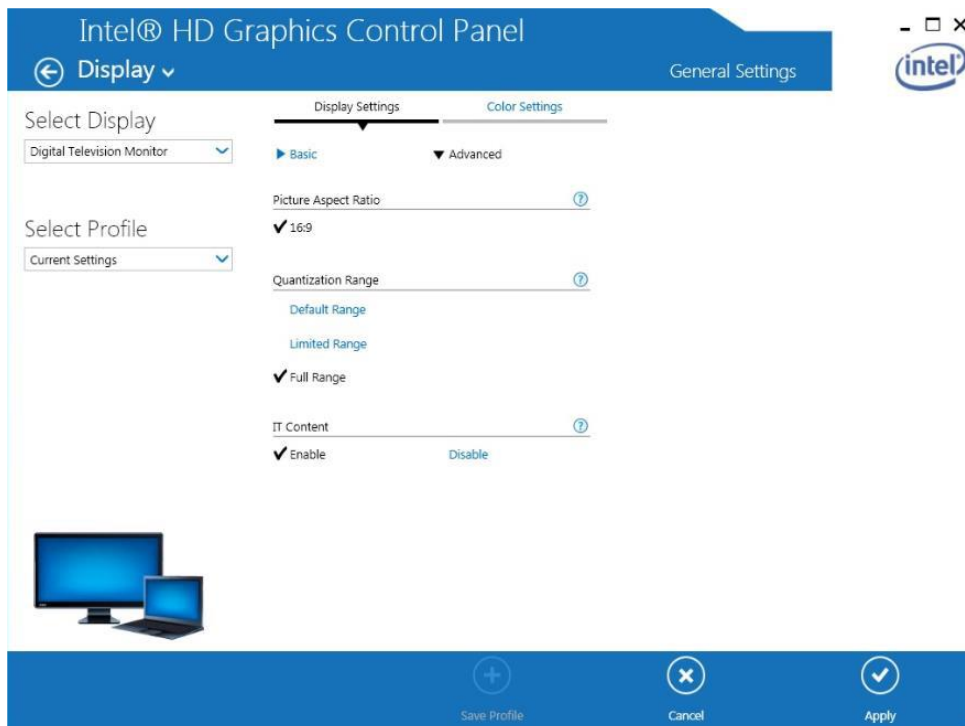 Intel® HD Graphics Control Panel
Display
General Settings
intel
Select Display
Digital Television Monitor
Select Profile
Current Settings
Display Settings
Color Settings
Basic
Advanced
Picture Aspect Ratio
16:9
Quantization Range
Default Range
Limited Range
Full Range
IT Content
Enable
Disable
Save Profile
Cancel
Apply